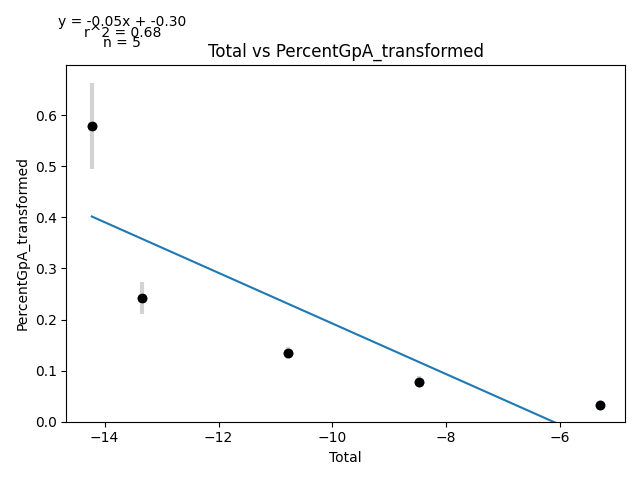 y = -0.05x + -0.30
r^2 = 0.68
n = 5
Total vs PercentGpA_transformed
PercentGpA_transformed
0.6
0.5
0.4
0.3
0.2
0.1
0.0
−14 −12 −10 −8 −6
Total